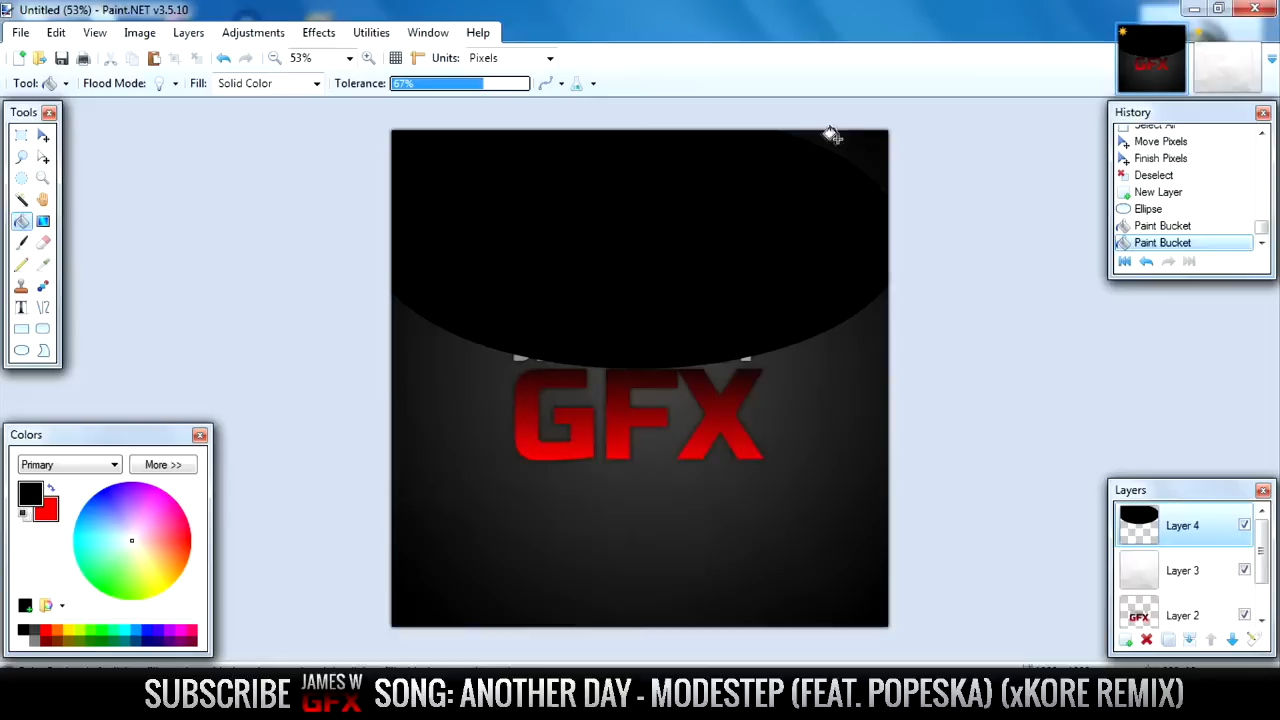 Untitled (53%) - Paint.NET v3.5.10
File Edit View Image Layers Adjustments Effects Utilities Window Help
53% Units: Pixels
Tool: Flood Mode: Fill: Solid Color Tolerance: 67%
Tools
History
Select All
Move Pixels
Finish Pixels
Deselect
New Layer
Ellipse
Paint Bucket
Paint Bucket
GFX
Colors
Primary More >>
Layers
Layer 4
Layer 3
Layer 2
SUBSCRIBE JAMES W GFX SONG: ANOTHER DAY - MODESTEP (FEAT. POPESKA) (xKORE REMIX)